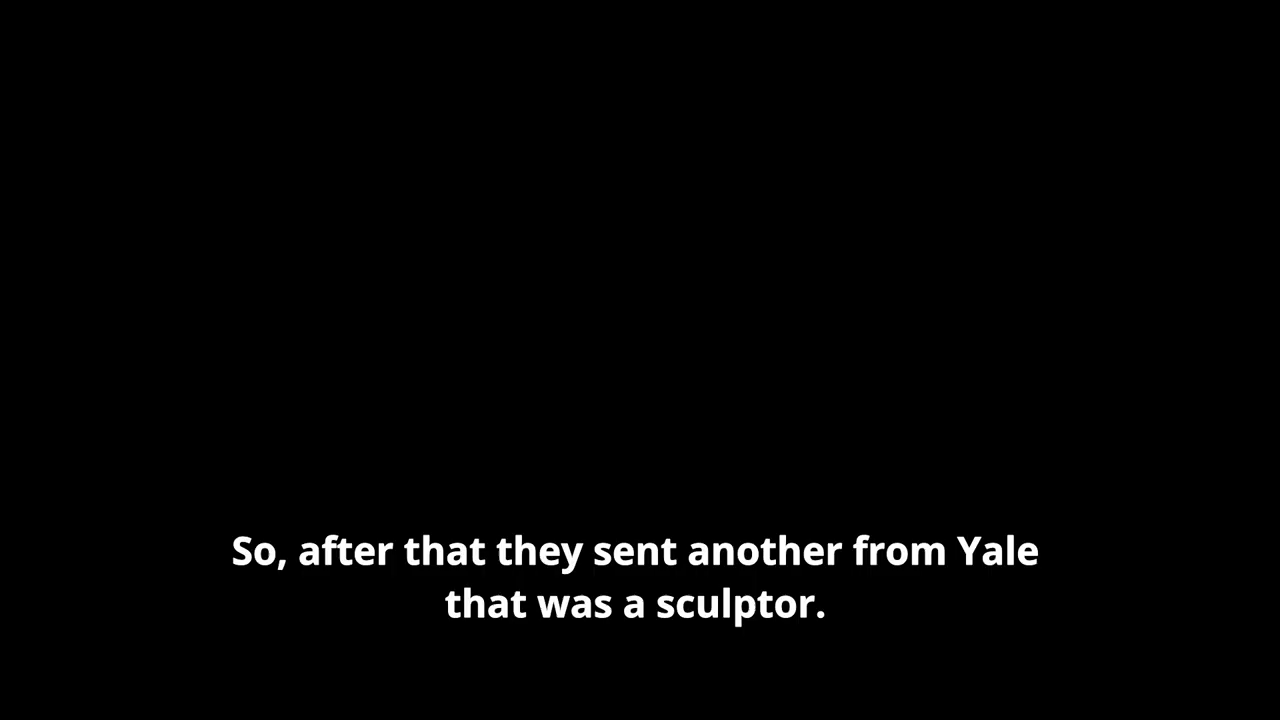 So, after that they sent another from Yale
that was a sculptor.